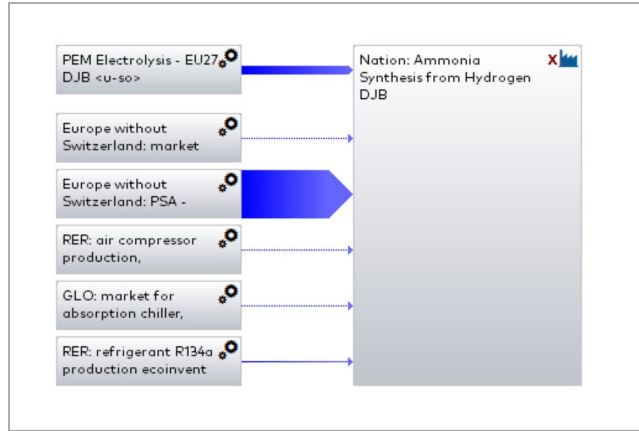 PEM Electrolysis - EU27
DJB <u-so>
Nation: Ammonia
Synthesis from Hydrogen
DJB
X
Europe without
Switzerland: market
Europe without
Switzerland: PSA -
RER: air compressor
production,
GLO: market for
absorption chiller,
RER: refrigerant R134a
production ecoinvent